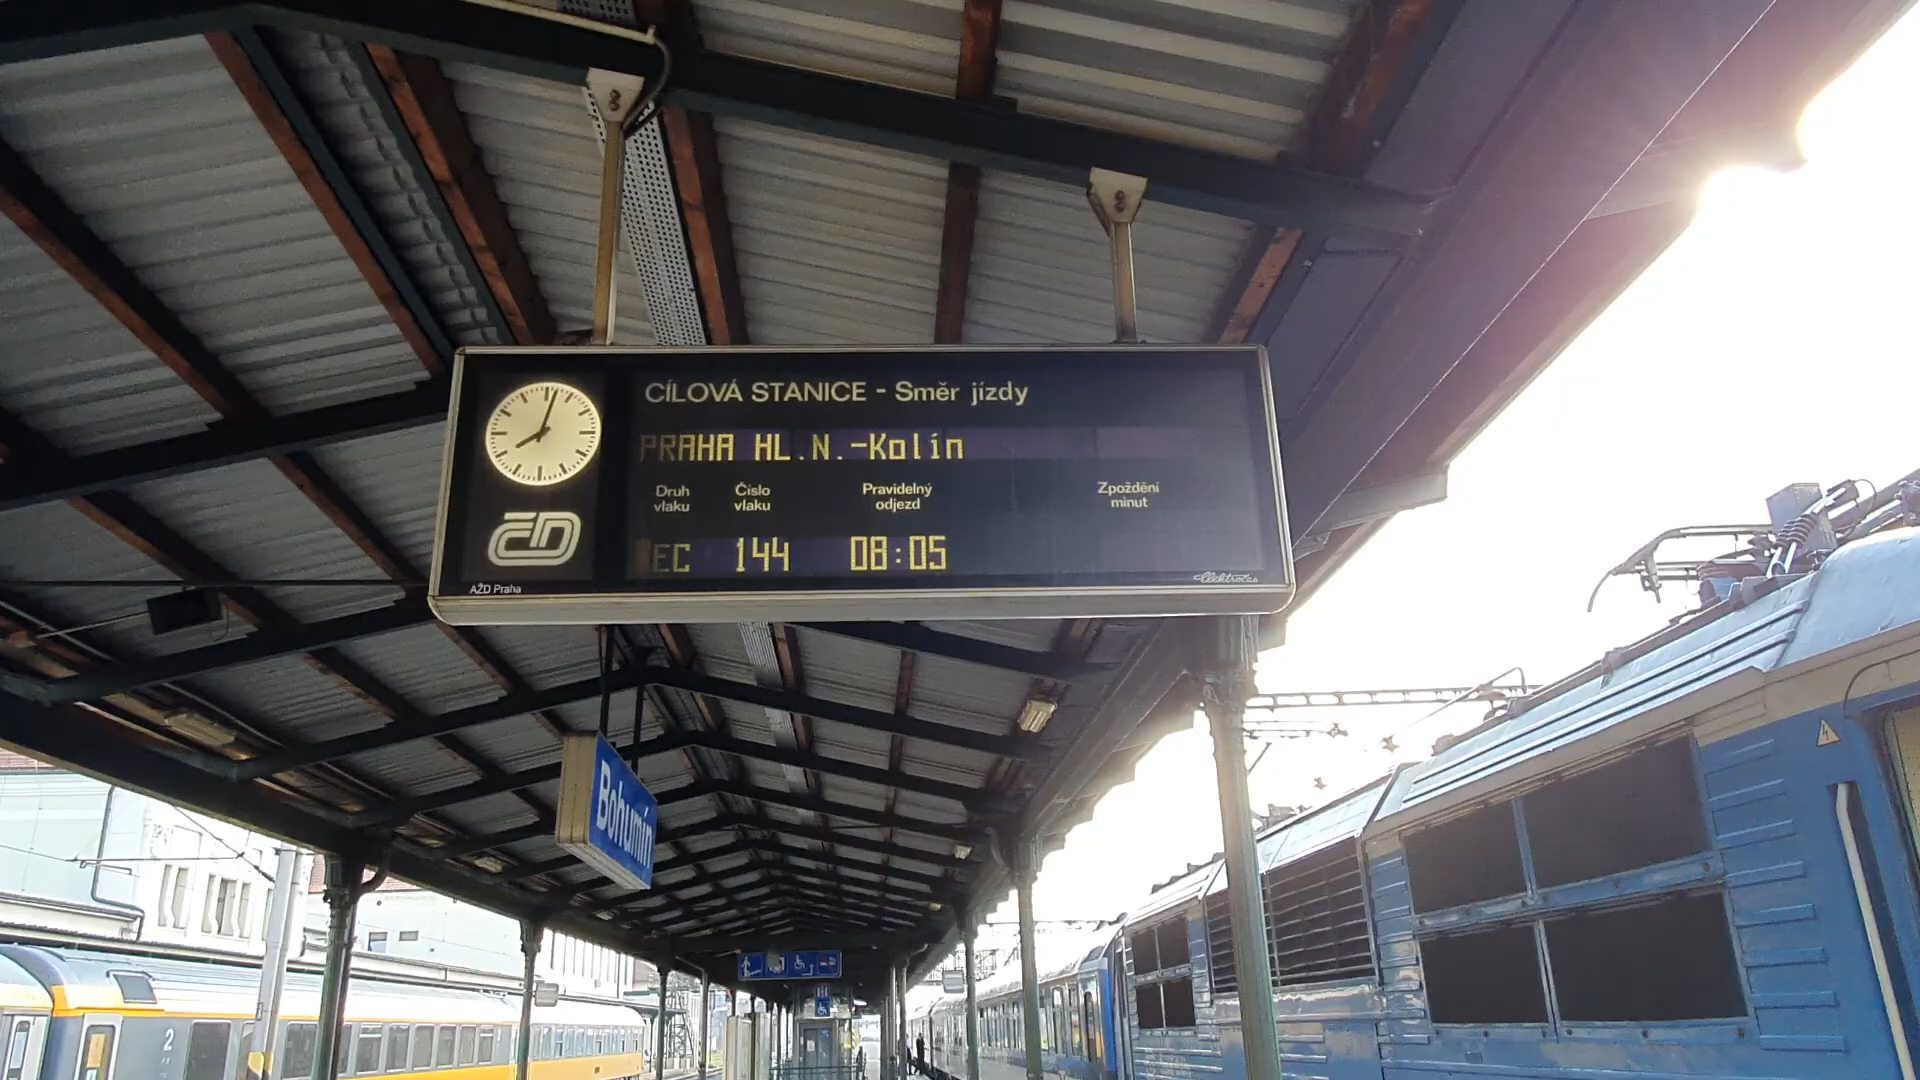 CÍLOVÁ STANICE - Směr jízdy
PRAHA HL.N.-Kolín
Druh vlaku
Číslo vlaku
Pravidelný odjezd
Zpoždění minut
EC 144 08:05
ČD
AŽD Praha
Elektročas
Bohumín
2